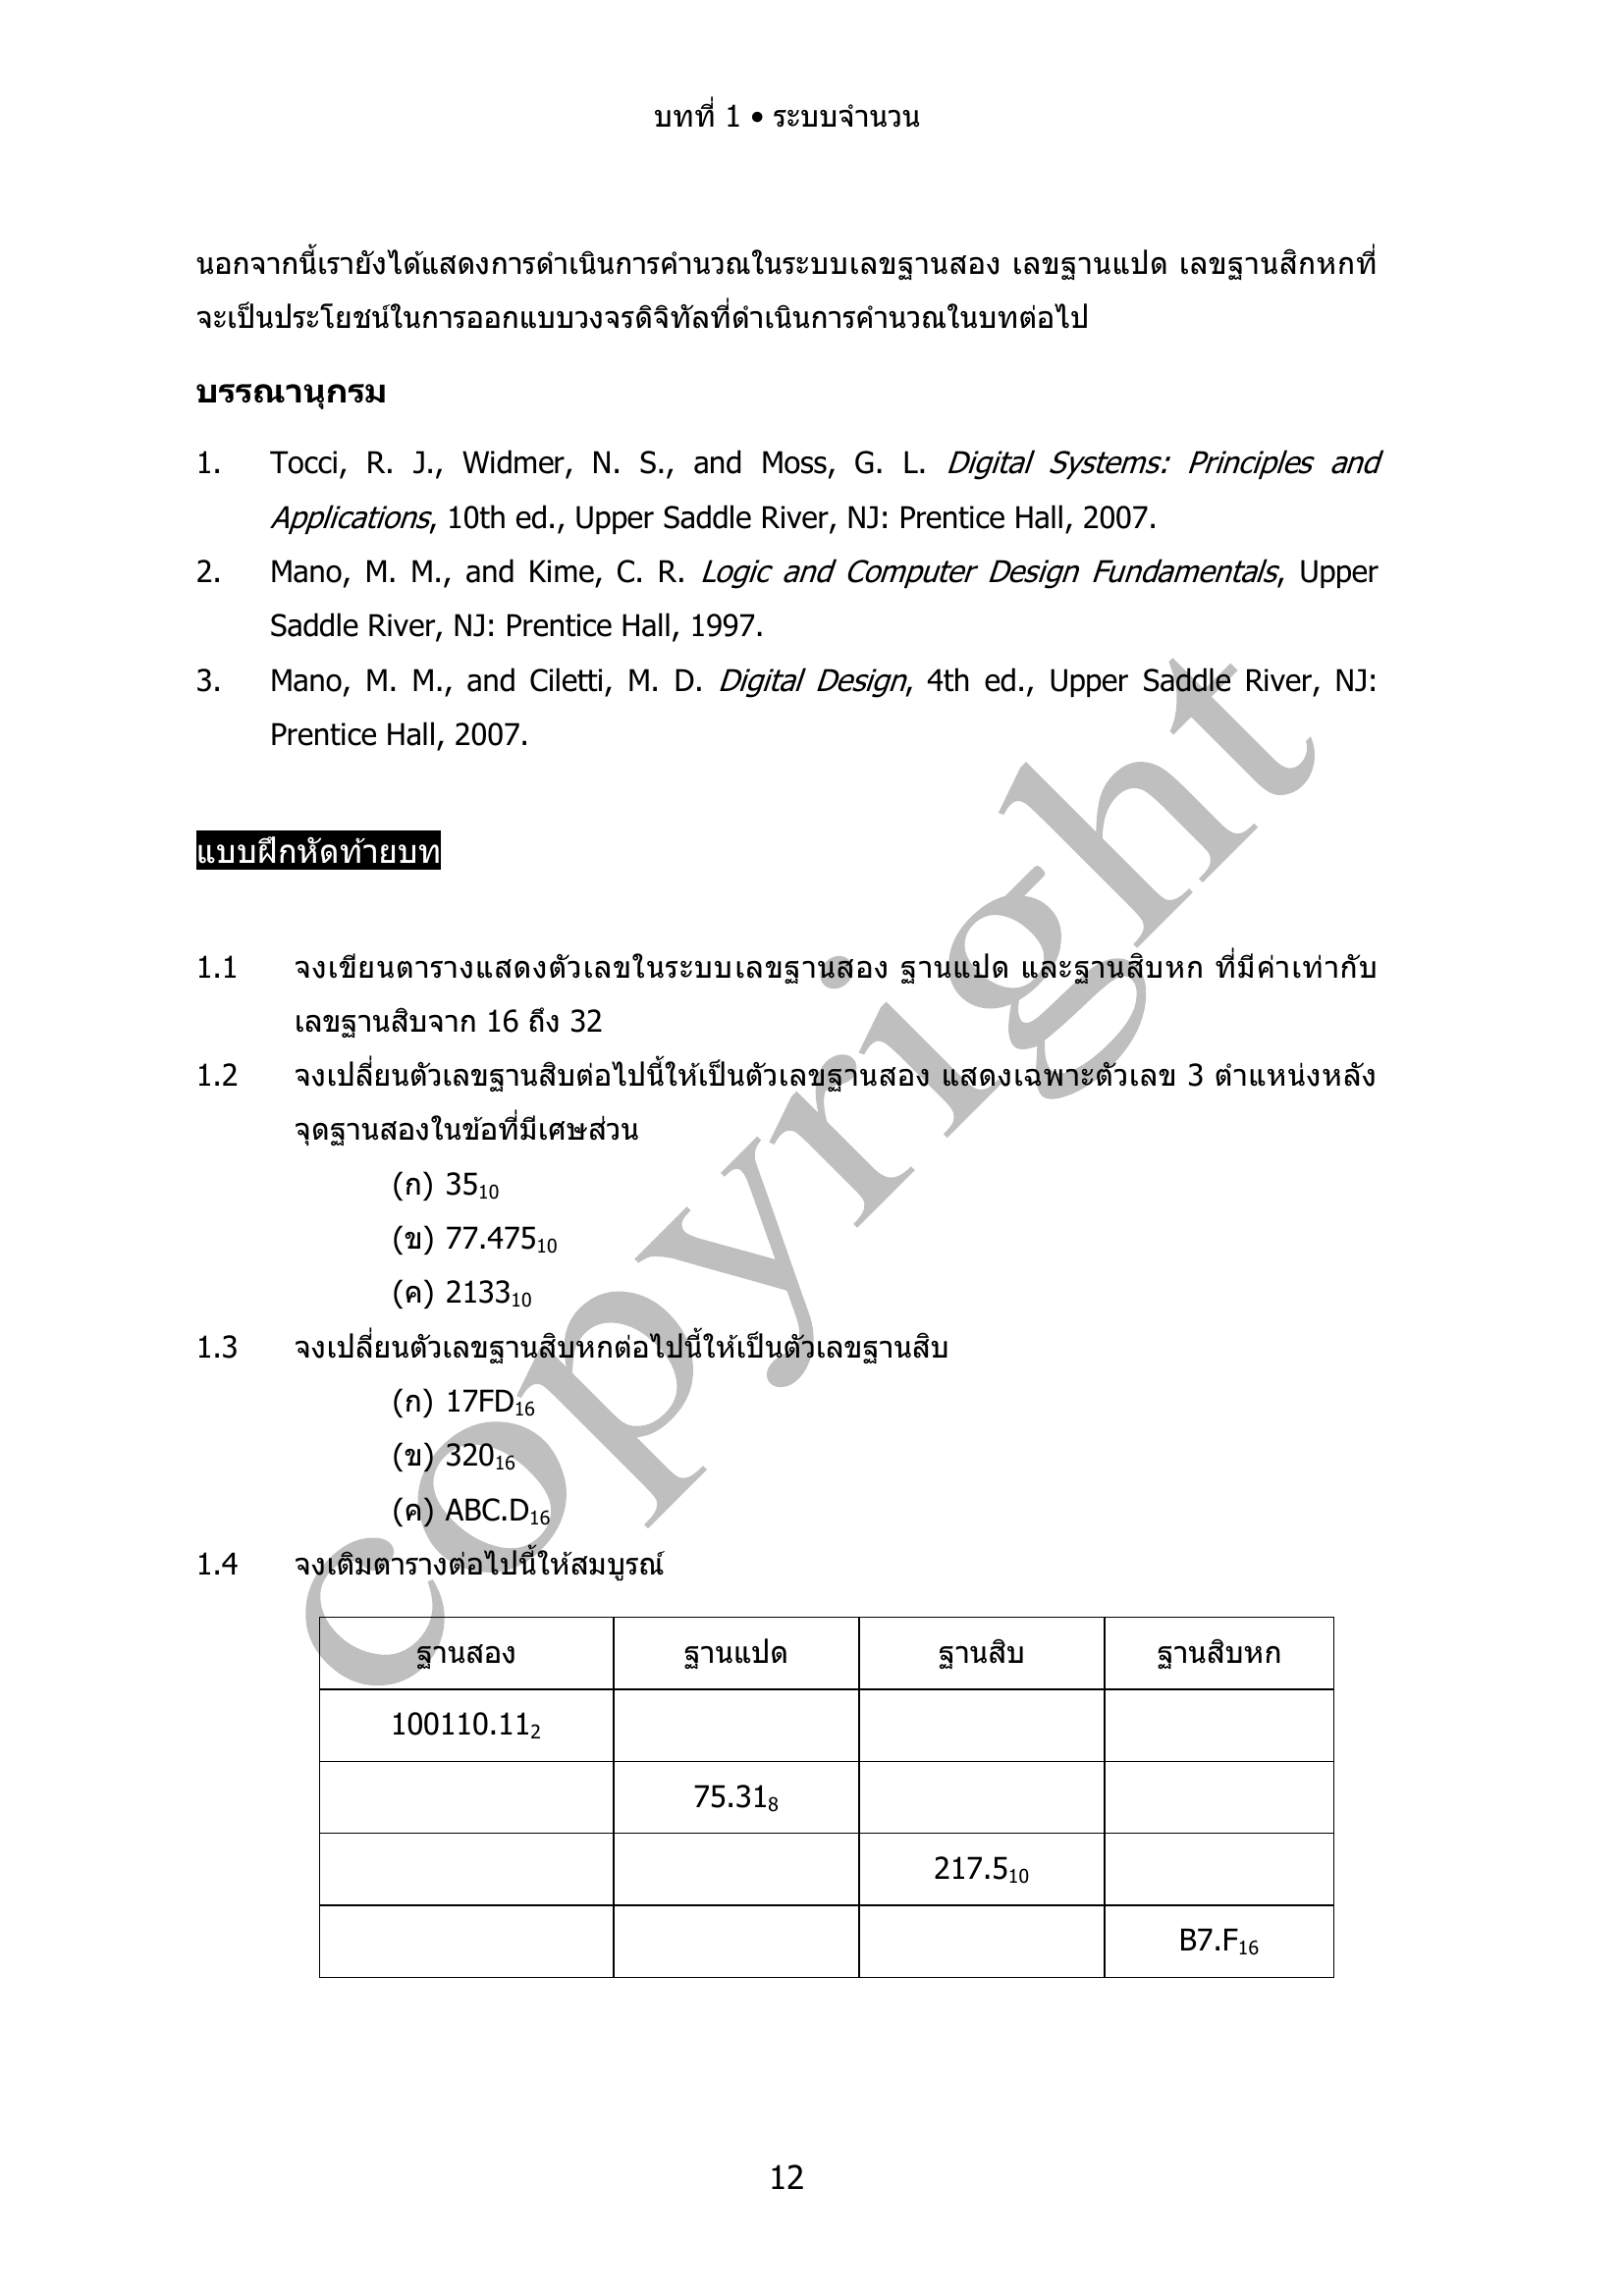 บทที่ 1 • ระบบจำนวน
นอกจากนี้เรายังได้แสดงการดำเนินการคำนวณในระบบเลขฐานสอง เลขฐานแปด เลขฐานสิกหกที่
จะเป็นประโยชน์ในการออกแบบวงจรดิจิทัลที่ดำเนินการคำนวณในบทต่อไป
บรรณานุกรม
1. Tocci, R. J., Widmer, N. S., and Moss, G. L. Digital Systems: Principles and
Applications, 10th ed., Upper Saddle River, NJ: Prentice Hall, 2007.
2. Mano, M. M., and Kime, C. R. Logic and Computer Design Fundamentals, Upper
Saddle River, NJ: Prentice Hall, 1997.
3. Mano, M. M., and Ciletti, M. D. Digital Design, 4th ed., Upper Saddle River, NJ:
Prentice Hall, 2007.
แบบฝึกหัดท้ายบท
1.1 จงเขียนตารางแสดงตัวเลขในระบบเลขฐานสอง ฐานแปด และฐานสิบหก ที่มีค่าเท่ากับ
เลขฐานสิบจาก 16 ถึง 32
1.2 จงเปลี่ยนตัวเลขฐานสิบต่อไปนี้ให้เป็นตัวเลขฐานสอง แสดงเฉพาะตัวเลข 3 ตำแหน่งหลัง
จุดฐานสองในข้อที่มีเศษส่วน
(ก) 35₁₀
(ข) 77.475₁₀
(ค) 2133₁₀
1.3 จงเปลี่ยนตัวเลขฐานสิบหกต่อไปนี้ให้เป็นตัวเลขฐานสิบ
(ก) 17FD₁₆
(ข) 320₁₆
(ค) ABC.D₁₆
1.4 จงเติมตารางต่อไปนี้ให้สมบูรณ์
ฐานสอง ฐานแปด ฐานสิบ ฐานสิบหก
100110.11₂
75.31₈
217.5₁₀
B7.F₁₆
12
copyright